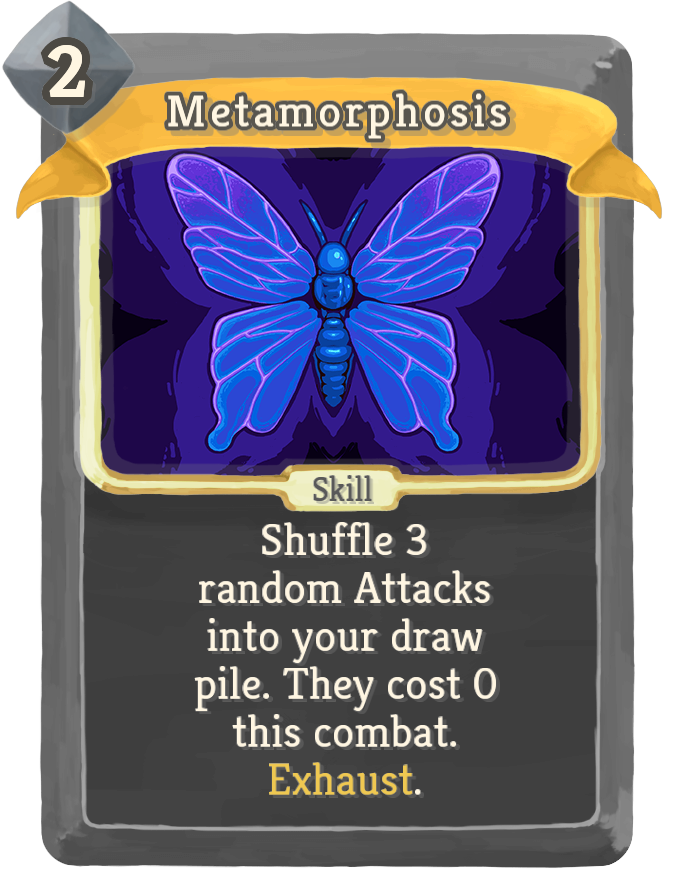 2
Metamorphosis
Skill
Shuffle 3
random Attacks
into your draw
pile. They cost 0
this combat.
Exhaust.